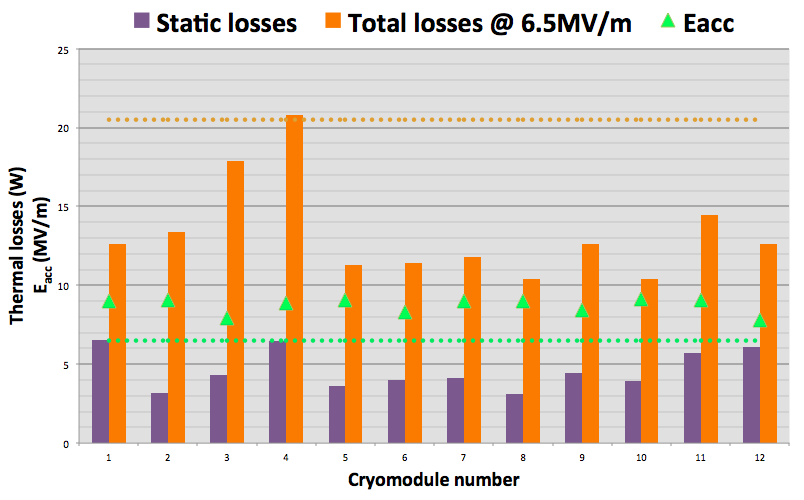 Static losses Total losses @ 6.5MV/m Eacc
25
20
15
10
5
0
Thermal losses (W)
Eacc (MV/m)
1 2 3 4 5 6 7 8 9 10 11 12
Cryomodule number